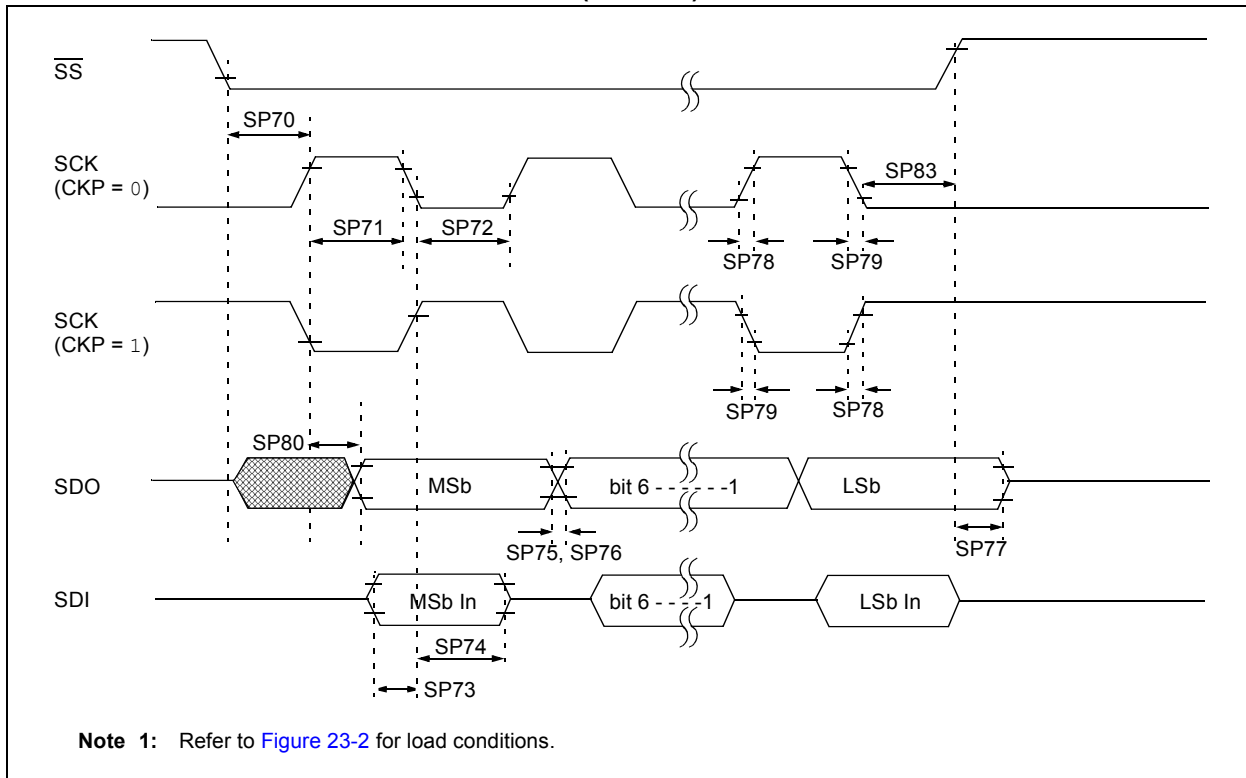 SS
SP70
SCK
(CKP = 0)
SP83
SP71
SP72
SP78
SP79
SCK
(CKP = 1)
SP79
SP78
SP80
SDO
MSb
bit 6 - - - - - -1
LSb
SP75, SP76
SP77
SDI
MSb In
bit 6 - - - -1
LSb In
SP74
SP73
Note 1: Refer to Figure 23-2 for load conditions.